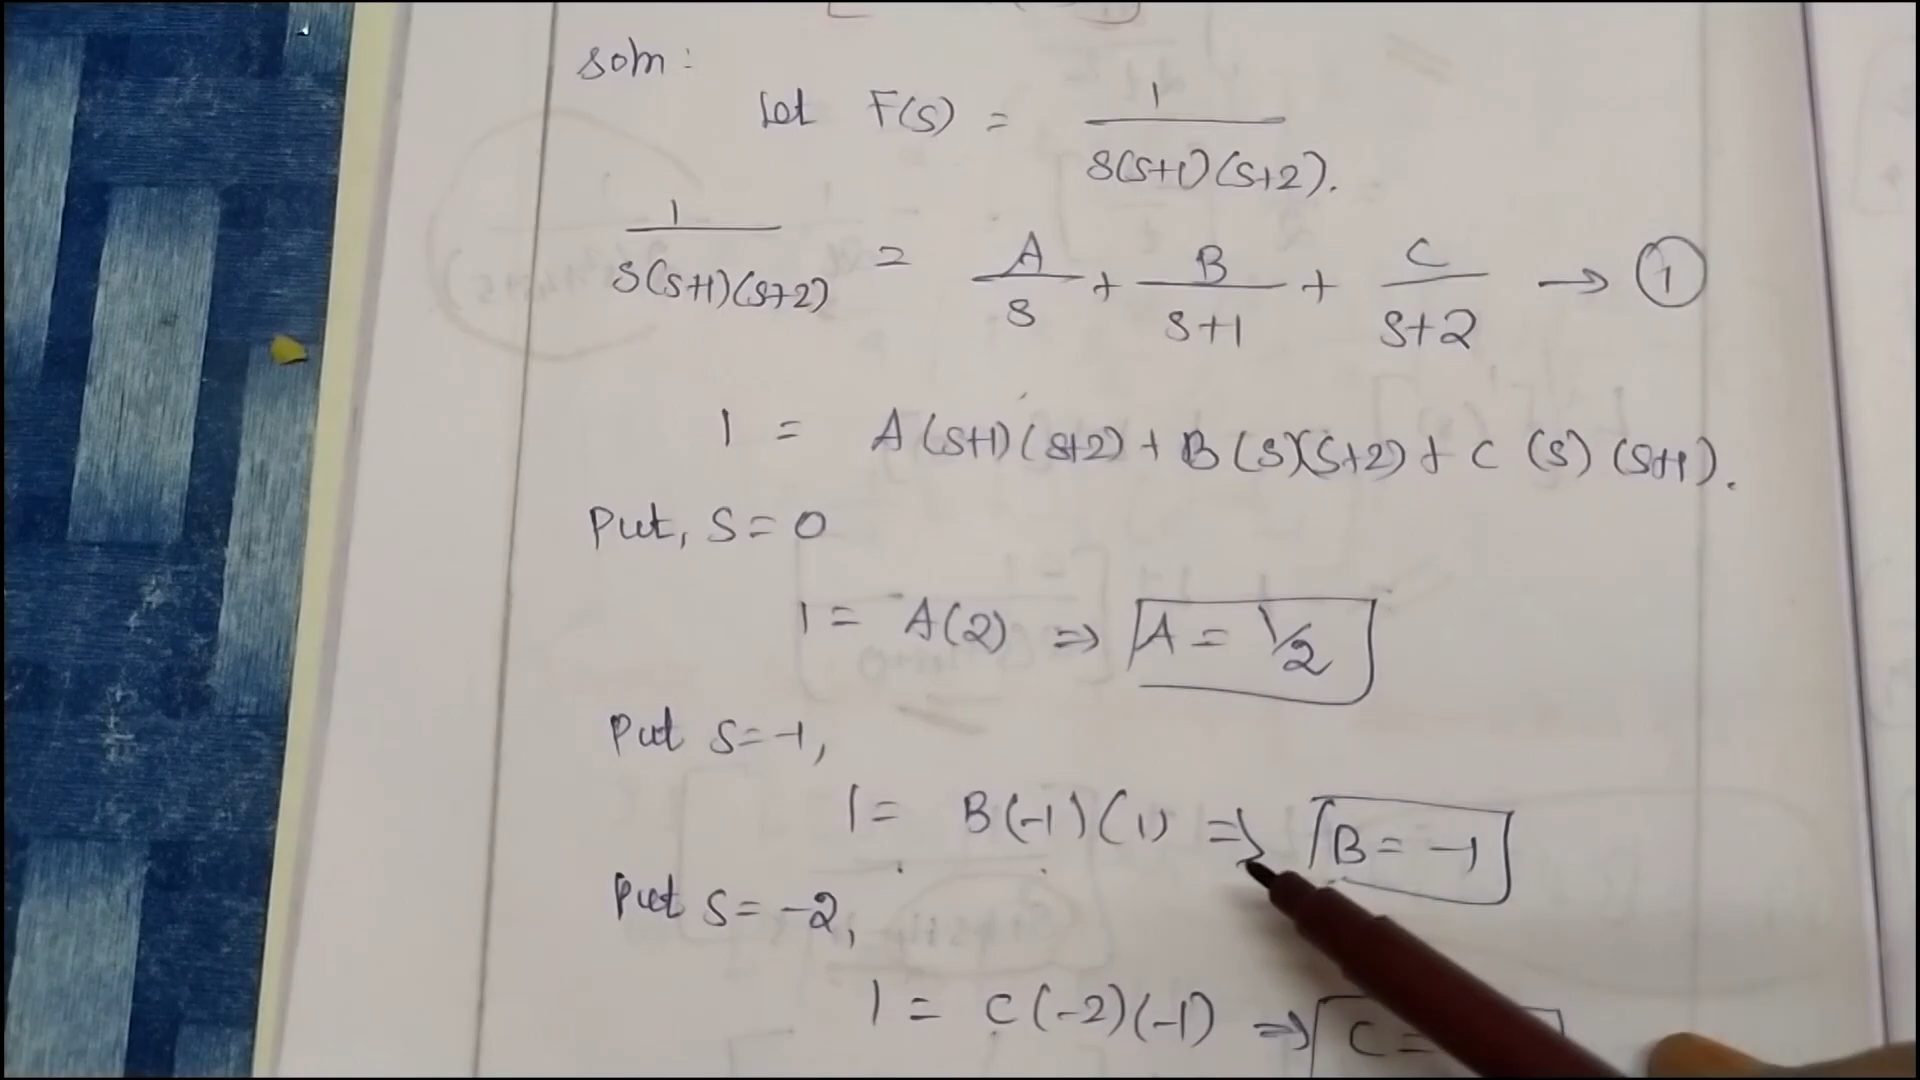 Soln:
Let F(s) = 1 / s(s+1)(s+2).
1 / s(s+1)(s+2) = A/s + B/s+1 + C/s+2 → ①
1 = A(s+1)(s+2) + B(s)(s+2) + C(s)(s+1).
Put, s=0
1 = A(2) ⇒ A = 1/2
Put s=-1,
1 = B(-1)(1) ⇒ B = -1
Put s=-2,
1 = C(-2)(-1) ⇒ C =